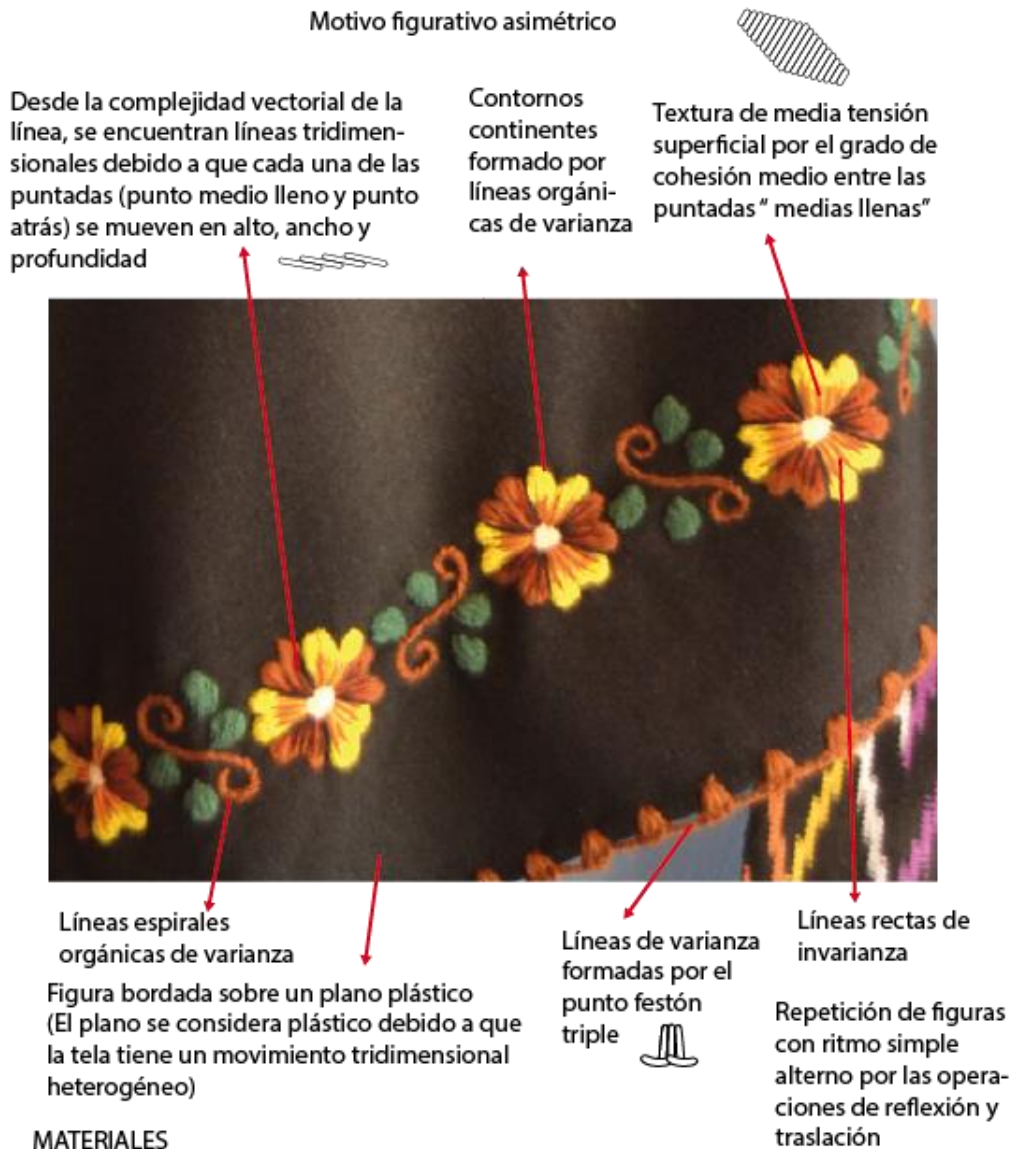 Motivo figurativo asimétrico
Desde la complejidad vectorial de la
línea, se encuentran líneas tridimen-
sionales debido a que cada una de las
puntadas (punto medio lleno y punto
atrás) se mueven en alto, ancho y
profundidad
Contornos
continentes
formado por
líneas orgáni-
cas de varianza
Textura de media tensión
superficial por el grado de
cohesión medio entre las
puntadas " medias llenas"
Líneas espirales
orgánicas de varianza
Figura bordada sobre un plano plástico
(El plano se considera plástico debido a que
la tela tiene un movimiento tridimensional
heterogéneo)
Líneas de varianza
formadas por el
punto festón
triple
Líneas rectas de
invarianza
Repetición de figuras
con ritmo simple
alterno por las opera-
ciones de reflexión y
traslación
MATERIALES